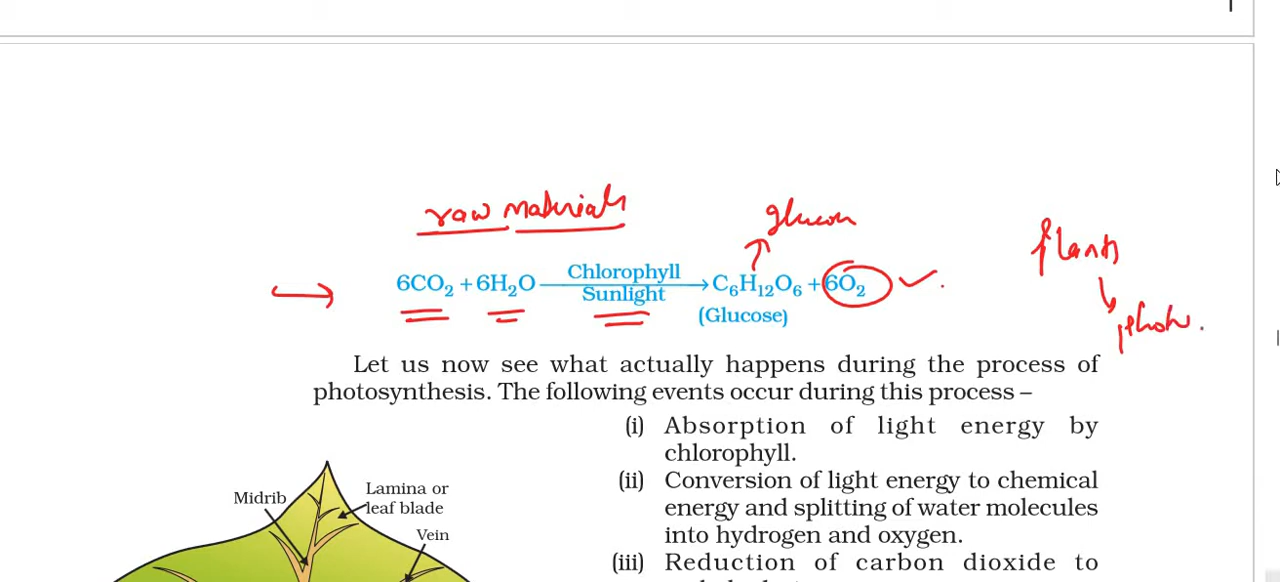 raw materials
glucose
plants
photo.
6CO₂ + 6H₂O Chlorophyll Sunlight → C₆H₁₂O₆ + 6O₂
(Glucose)
Let us now see what actually happens during the process of
photosynthesis. The following events occur during this process –
(i) Absorption of light energy by
chlorophyll.
(ii) Conversion of light energy to chemical
energy and splitting of water molecules
into hydrogen and oxygen.
(iii) Reduction of carbon dioxide to
Midrib
Lamina or
leaf blade
Vein